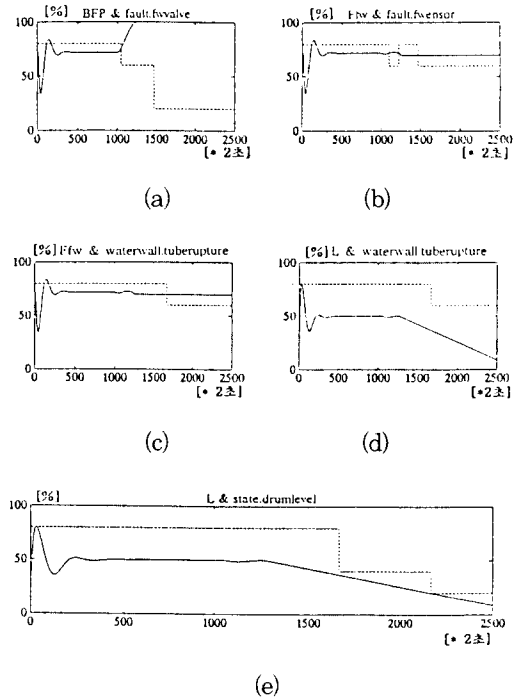 [%] BFP & fault.fwvalve
100
50
0
0 500 1000 1500 2000 2500
[* 2초]
(a)
[%] Ffw & fault.fwensor
100
50
0
0 500 1000 1500 2000 2500
[* 2초]
(b)
[%] Ffw & waterwall.tuberupture
100
50
0
0 500 1000 1500 2000 2500
[* 2초]
(c)
[%] L & waterwall.tuberupture
100
50
0
0 500 1000 1500 2000 2500
[*2초]
(d)
[%] L & state.drumlevel
100
50
0
0 500 1000 1500 2000 2500
[* 2초]
(e)